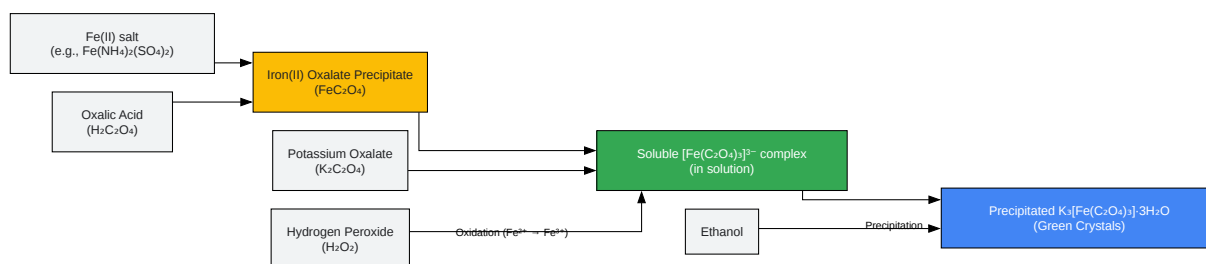 Fe(II) salt
(e.g., Fe(NH₄)₂(SO₄)₂)
Iron(II) Oxalate Precipitate
(FeC₂O₄)
Oxalic Acid
(H₂C₂O₄)
Potassium Oxalate
(K₂C₂O₄)
Soluble [Fe(C₂O₄)₃]³⁻ complex
(in solution)
Hydrogen Peroxide
(H₂O₂)
Oxidation (Fe²⁺ → Fe³⁺)
Ethanol
Precipitation
Precipitated K₃[Fe(C₂O₄)₃]·3H₂O
(Green Crystals)